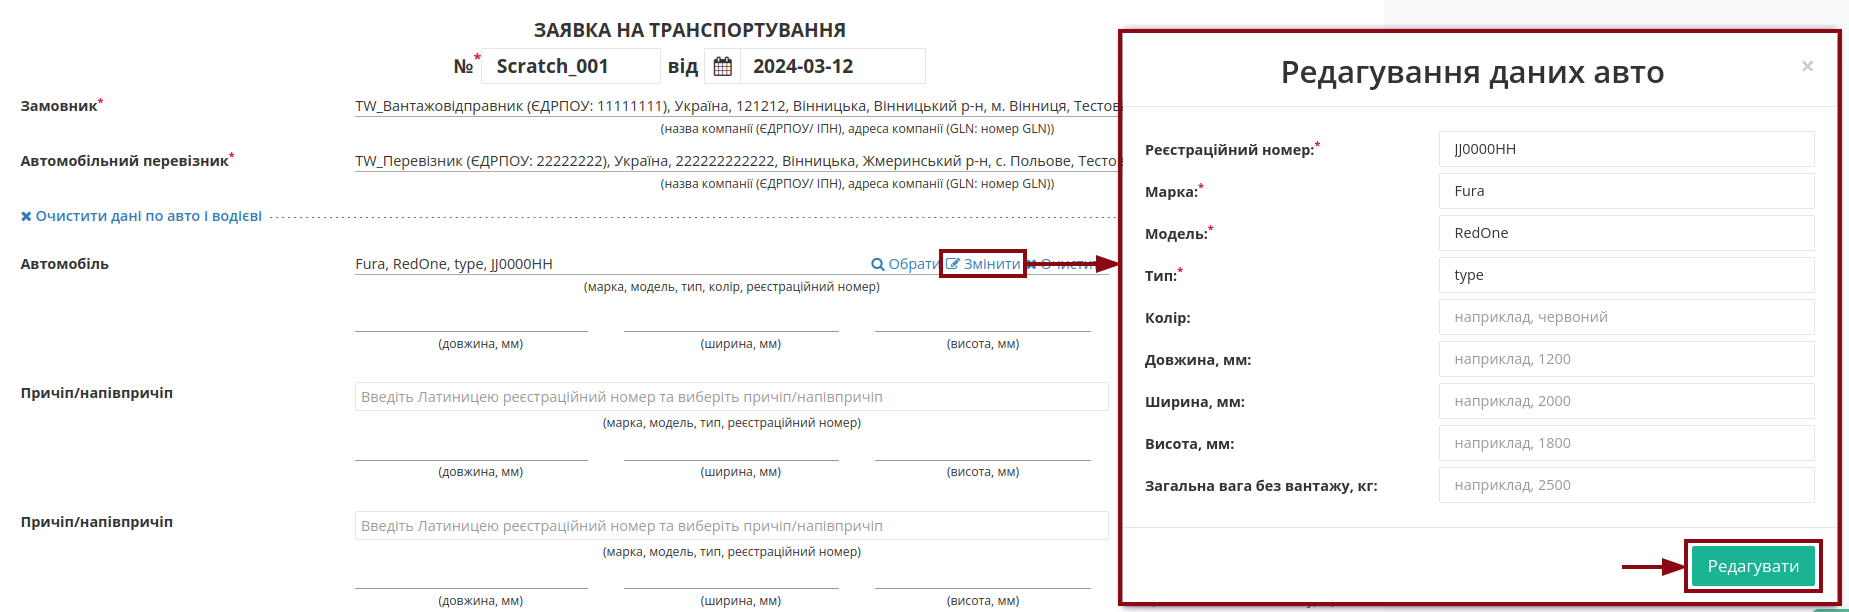 ЗАЯВКА НА ТРАНСПОРТУВАННЯ
№* Scratch_001 від 2024-03-12
Замовник* TW_Вантажовідправник (ЄДРПОУ: 11111111), Україна, 121212, Вінницька, Вінницький р-н, м. Вінниця, Тестов
(назва компанії (ЄДРПОУ/ ІПН), адреса компанії (GLN: номер GLN))
Автомобільний перевізник* TW_Перевізник (ЄДРПОУ: 22222222), Україна, 222222222222, Вінницька, Жмеринський р-н, с. Польове, Тесто
(назва компанії (ЄДРПОУ/ ІПН), адреса компанії (GLN: номер GLN))
Очистити дані по авто і водієві
Автомобіль Fura, RedOne, type, JJ0000HH Обрати Змінити Очистити
(марка, модель, тип, колір, реєстраційний номер)
(довжина, мм) (ширина, мм) (висота, мм)
Причіп/напівпричіп Введіть Латиницею реєстраційний номер та виберіть причіп/напівпричіп
(марка, модель, тип, реєстраційний номер)
(довжина, мм) (ширина, мм) (висота, мм)
Причіп/напівпричіп Введіть Латиницею реєстраційний номер та виберіть причіп/напівпричіп
(марка, модель, тип, реєстраційний номер)
(довжина, мм) (ширина, мм) (висота, мм)
Редагування даних авто ×
Реєстраційний номер:* JJ0000HH
Марка:* Fura
Модель:* RedOne
Тип:* type
Колір: наприклад, червоний
Довжина, мм: наприклад, 1200
Ширина, мм: наприклад, 2000
Висота, мм: наприклад, 1800
Загальна вага без вантажу, кг: наприклад, 2500
Редагувати